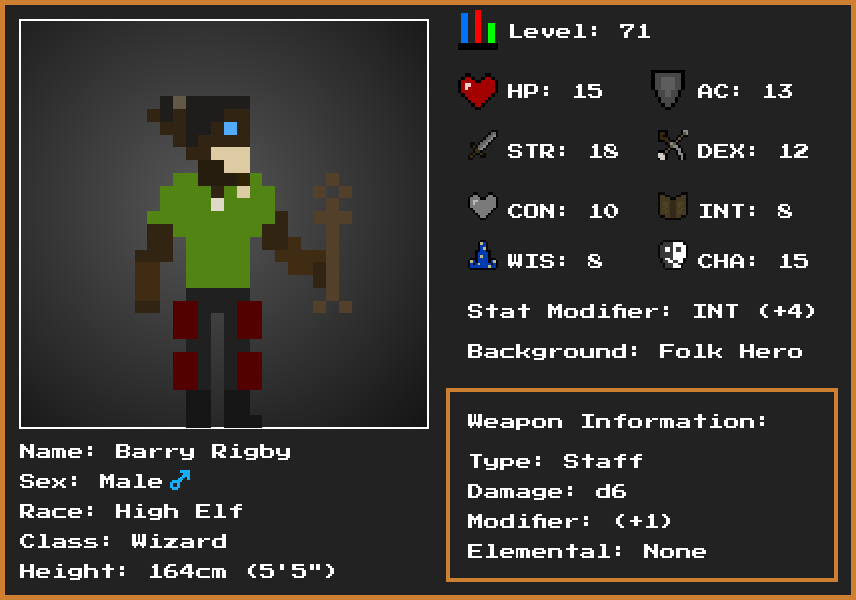 Level: 71
HP: 15
AC: 13
STR: 18
DEX: 12
CON: 10
INT: 8
WIS: 8
CHA: 15
Stat Modifier: INT (+4)
Background: Folk Hero
Weapon Information:
Type: Staff
Damage: d6
Modifier: (+1)
Elemental: None
Name: Barry Rigby
Sex: Male♂
Race: High Elf
Class: Wizard
Height: 164cm (5'5")